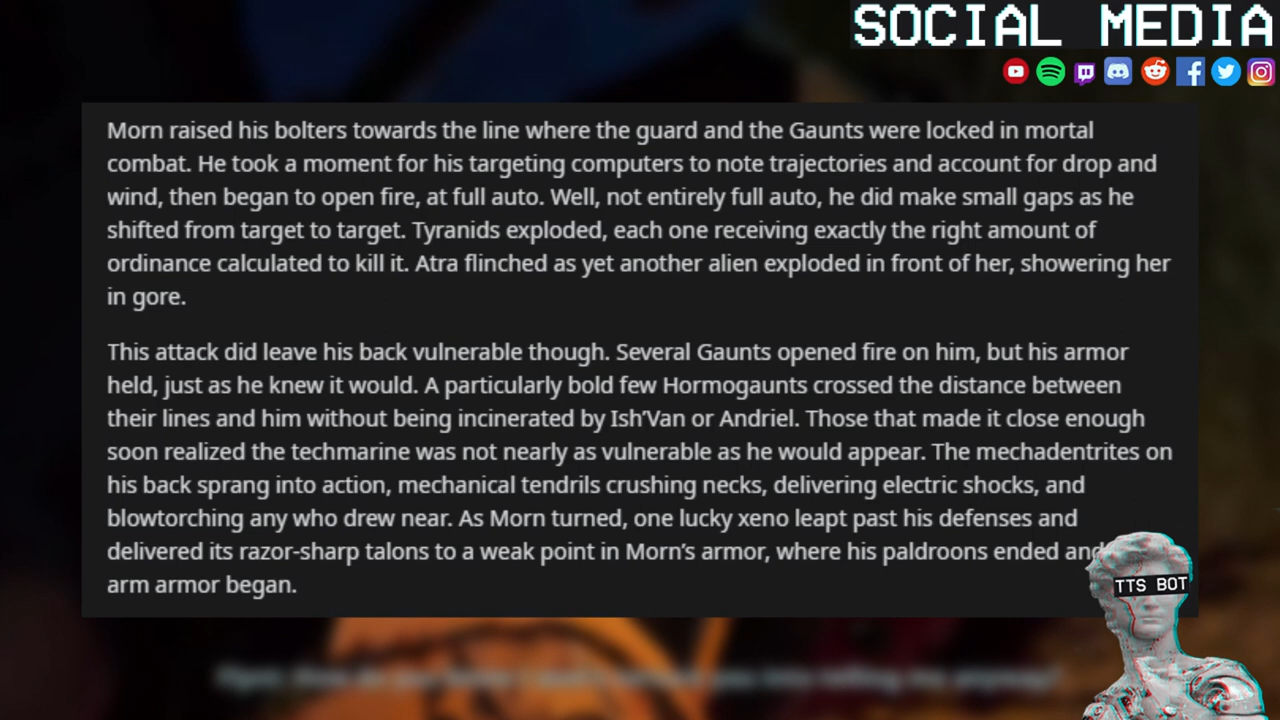 SOCIAL MEDIA
Morn raised his bolters towards the line where the guard and the Gaunts were locked in mortal
combat. He took a moment for his targeting computers to note trajectories and account for drop and
wind, then began to open fire, at full auto. Well, not entirely full auto, he did make small gaps as he
shifted from target to target. Tyranids exploded, each one receiving exactly the right amount of
ordinance calculated to kill it. Atra flinched as yet another alien exploded in front of her, showering her
in gore.
This attack did leave his back vulnerable though. Several Gaunts opened fire on him, but his armor
held, just as he knew it would. A particularly bold few Hormogaunts crossed the distance between
their lines and him without being incinerated by Ish’Van or Andriel. Those that made it close enough
soon realized the techmarine was not nearly as vulnerable as he would appear. The mechadentrites on
his back sprang into action, mechanical tendrils crushing necks, delivering electric shocks, and
blowtorching any who drew near. As Morn turned, one lucky xeno leapt past his defenses and
delivered its razor-sharp talons to a weak point in Morn’s armor, where his paldroons ended and
arm armor began.
TTS BOT